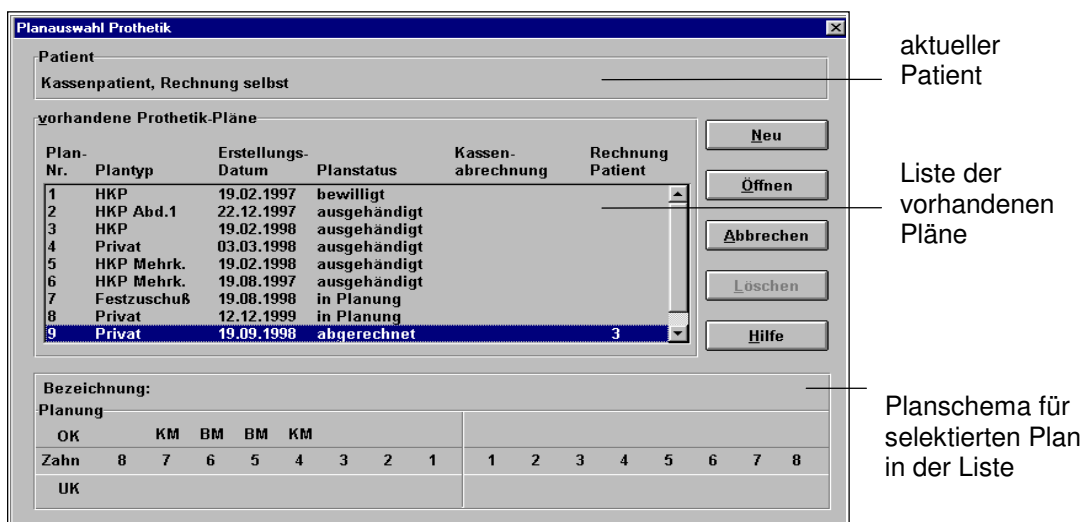 Planauswahl Prothetik
Patient
Kassenpatient, Rechnung selbst
aktueller
Patient
vorhandene Prothetik-Pläne
Plan-
Nr. Plantyp Erstellungs-
Datum Planstatus Kassen-
abrechnung Rechnung
Patient
1 HKP 19.02.1997 bewilligt
2 HKP Abd.1 22.12.1997 ausgehändigt
3 HKP 19.02.1998 ausgehändigt
4 Privat 03.03.1998 ausgehändigt
5 HKP Mehrk. 19.02.1998 ausgehändigt
6 HKP Mehrk. 19.08.1997 ausgehändigt
7 Festzuschuß 19.08.1998 in Planung
8 Privat 12.12.1999 in Planung
9 Privat 19.09.1998 abgerechnet 3
Neu
Öffnen
Abbrechen
Löschen
Hilfe
Liste der
vorhandenen
Pläne
Bezeichnung:
Planung
OK KM BM BM KM
Zahn 8 7 6 5 4 3 2 1 1 2 3 4 5 6 7 8
UK
Planschema für
selektierten Plan
in der Liste